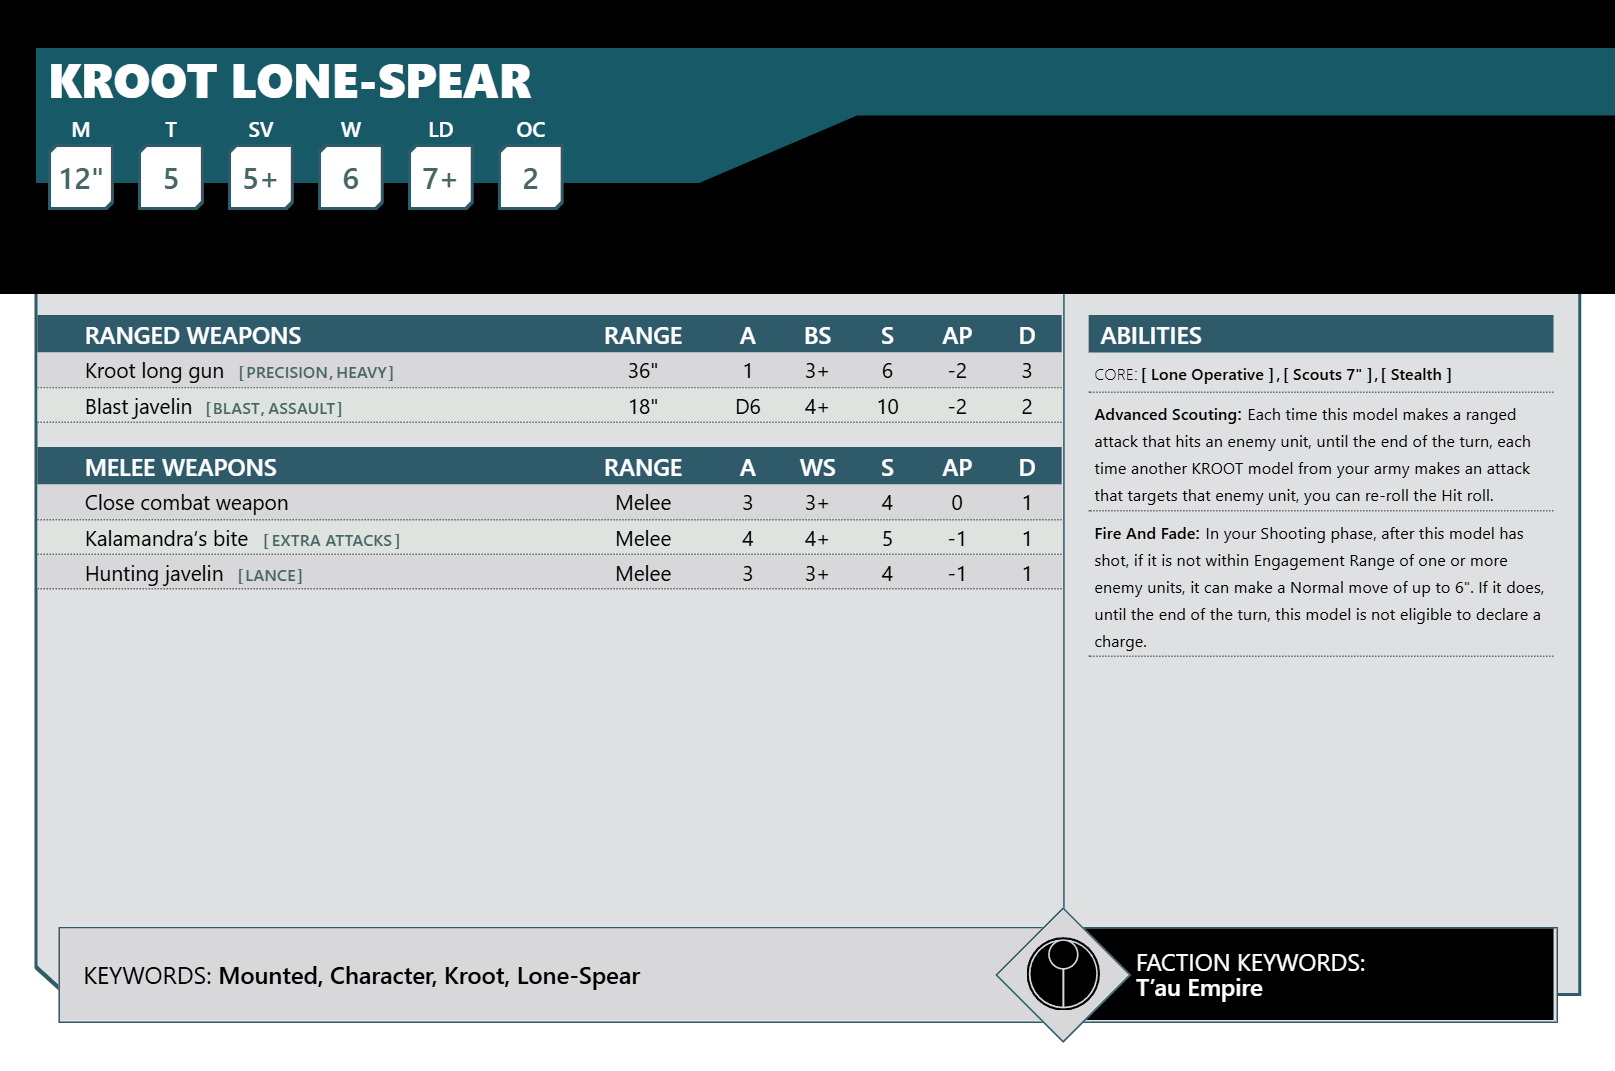 KROOT LONE-SPEAR
M T SV W LD OC
12" 5 5+ 6 7+ 2
RANGED WEAPONS RANGE A BS S AP D
Kroot long gun [PRECISION, HEAVY] 36" 1 3+ 6 -2 3
Blast javelin [BLAST, ASSAULT] 18" D6 4+ 10 -2 2
MELEE WEAPONS RANGE A WS S AP D
Close combat weapon Melee 3 3+ 4 0 1
Kalamandra’s bite [EXTRA ATTACKS] Melee 4 4+ 5 -1 1
Hunting javelin [LANCE] Melee 3 3+ 4 -1 1
ABILITIES
CORE: [ Lone Operative ] , [ Scouts 7" ] , [ Stealth ]
Advanced Scouting: Each time this model makes a ranged
attack that hits an enemy unit, until the end of the turn, each
time another KROOT model from your army makes an attack
that targets that enemy unit, you can re-roll the Hit roll.
Fire And Fade: In your Shooting phase, after this model has
shot, if it is not within Engagement Range of one or more
enemy units, it can make a Normal move of up to 6". If it does,
until the end of the turn, this model is not eligible to declare a
charge.
KEYWORDS: Mounted, Character, Kroot, Lone-Spear
FACTION KEYWORDS:
T’au Empire